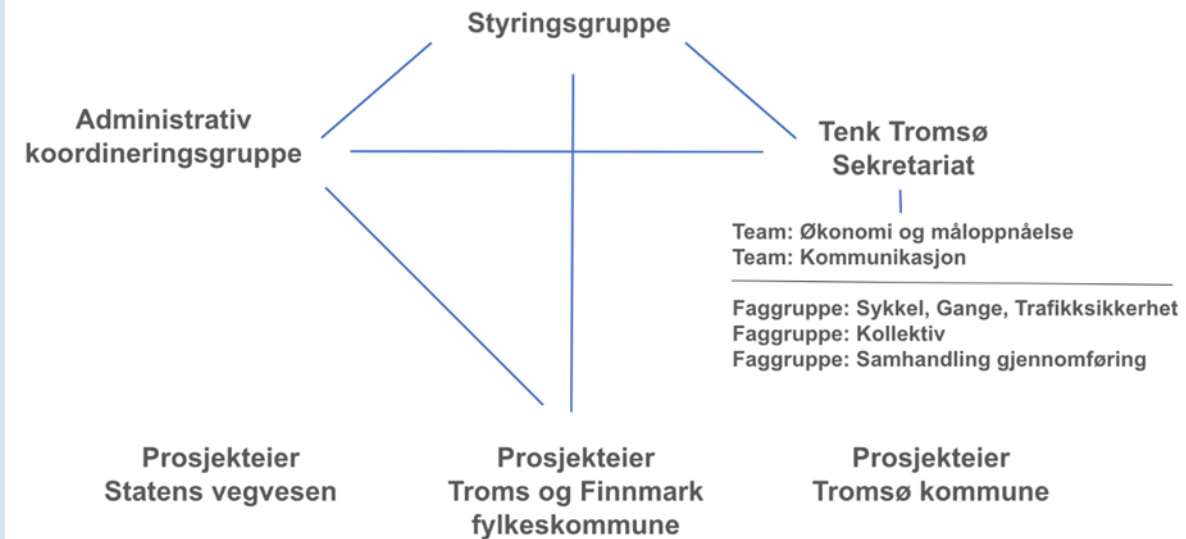 Styringsgruppe
Administrativ
koordineringsgruppe
Tenk Tromsø
Sekretariat
Team: Økonomi og måloppnåelse
Team: Kommunikasjon
Faggruppe: Sykkel, Gange, Trafikksikkerhet
Faggruppe: Kollektiv
Faggruppe: Samhandling gjennomføring
Prosjekteier
Statens vegvesen
Prosjekteier
Troms og Finnmark
fylkeskommune
Prosjekteier
Tromsø kommune